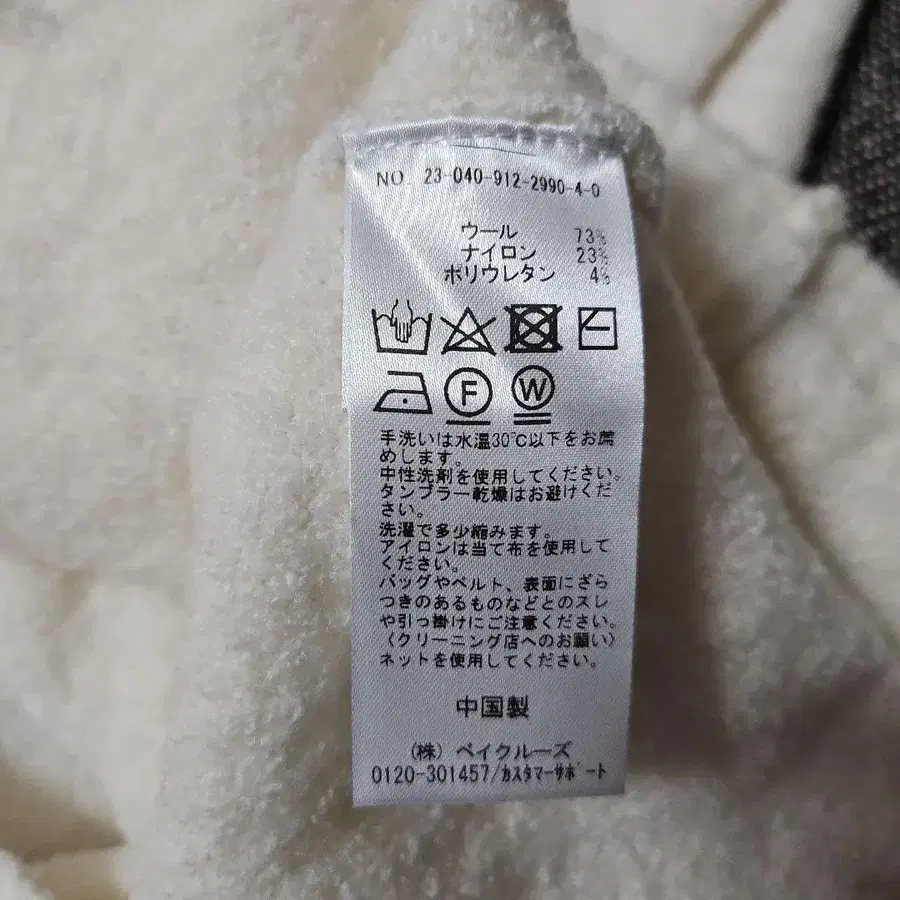 NO. 23-040-912-2990-4-0
ウール 73%
ナイロン 23%
ポリウレタン 4%
F W
手洗いは水温30℃以下をお薦
めします。
中性洗剤を使用してください。
タンブラー乾燥はお避けくだ
さい。
洗濯で多少縮みます。
アイロンは当て布を使用して
ください。
バッグやベルト、表面にざら
つきのあるものなどとのスレ
や引っ掛けにご注意ください。
〈クリーニング店へのお願い〉
ネットを使用してください。
中国製
（株）ベイクルーズ
0120-301457/ｶｽﾀﾏｰｻﾎﾟｰﾄ